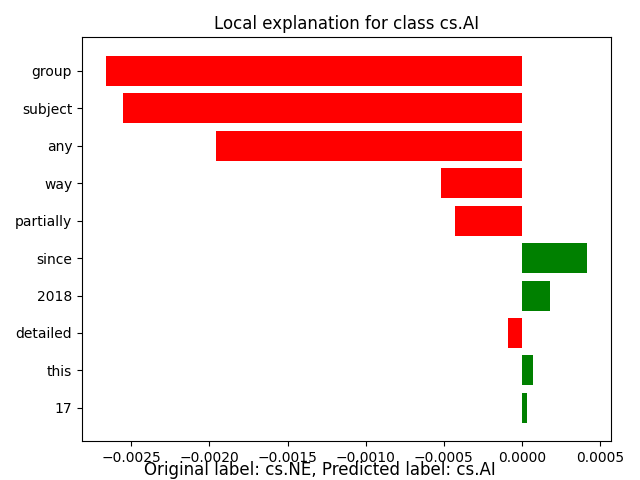 Local explanation for class cs.AI
group
subject
any
way
partially
since
2018
detailed
this
17
−0.0025 −0.0020 −0.0015 −0.0010 −0.0005 0.0000 0.0005
Original label: cs.NE, Predicted label: cs.AI